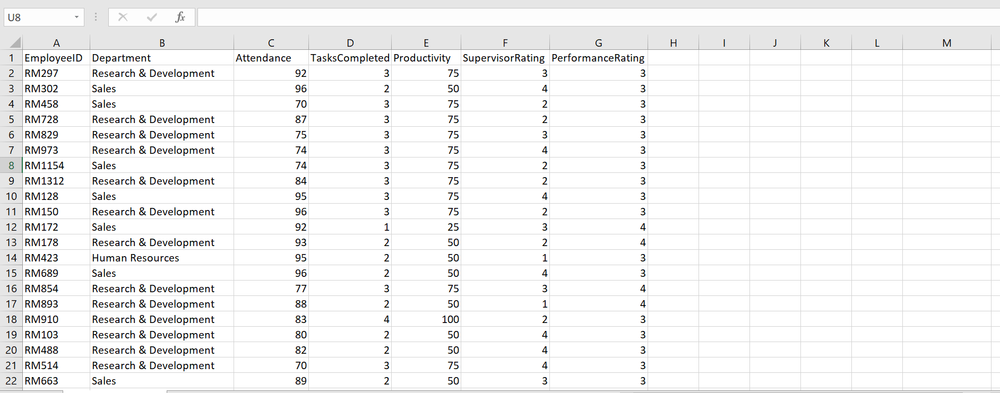 U8 fx
A B C D E F G H I J K L M
1 EmployeeID Department Attendance TasksCompleted Productivity SupervisorRating PerformanceRating
2 RM297 Research & Development 92 3 75 3 3
3 RM302 Sales 96 2 50 4 3
4 RM458 Sales 70 3 75 2 3
5 RM728 Research & Development 87 3 75 2 3
6 RM829 Research & Development 75 3 75 3 3
7 RM973 Research & Development 74 3 75 4 3
8 RM1154 Sales 74 3 75 2 3
9 RM1312 Research & Development 84 3 75 2 3
10 RM128 Sales 95 3 75 4 3
11 RM150 Research & Development 96 3 75 2 3
12 RM172 Sales 92 1 25 3 4
13 RM178 Research & Development 93 2 50 2 4
14 RM423 Human Resources 95 2 50 1 3
15 RM689 Sales 96 2 50 4 3
16 RM854 Research & Development 77 3 75 3 4
17 RM893 Research & Development 88 2 50 1 4
18 RM910 Research & Development 83 4 100 2 3
19 RM103 Research & Development 80 2 50 4 3
20 RM488 Research & Development 82 2 50 4 3
21 RM514 Research & Development 70 3 75 4 3
22 RM663 Sales 89 2 50 3 3